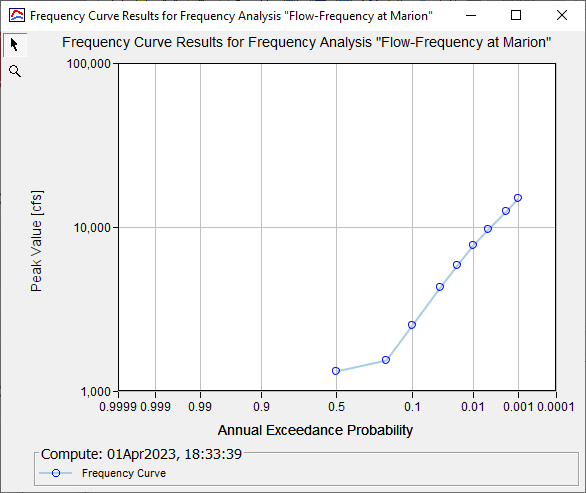 Frequency Curve Results for Frequency Analysis "Flow-Frequency at Marion"
Frequency Curve Results for Frequency Analysis "Flow-Frequency at Marion"
100,000
10,000
1,000
Peak Value [cfs]
0.9999 0.999 0.99 0.9 0.5 0.1 0.01 0.001 0.0001
Annual Exceedance Probability
Compute: 01Apr2023, 18:33:39
Frequency Curve